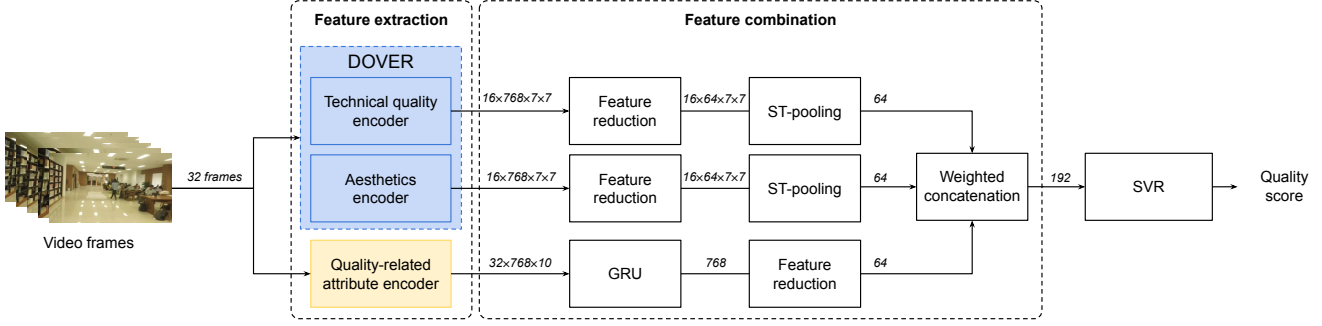 Feature extraction
Feature combination
DOVER
Technical quality
encoder
16×768×7×7
Feature
reduction
16×64×7×7
ST-pooling
64
32 frames
Aesthetics
encoder
16×768×7×7
Feature
reduction
16×64×7×7
ST-pooling
64
Weighted
concatenation
192
SVR
Quality
score
Video frames
Quality-related
attribute encoder
32×768×10
GRU
768
Feature
reduction
64